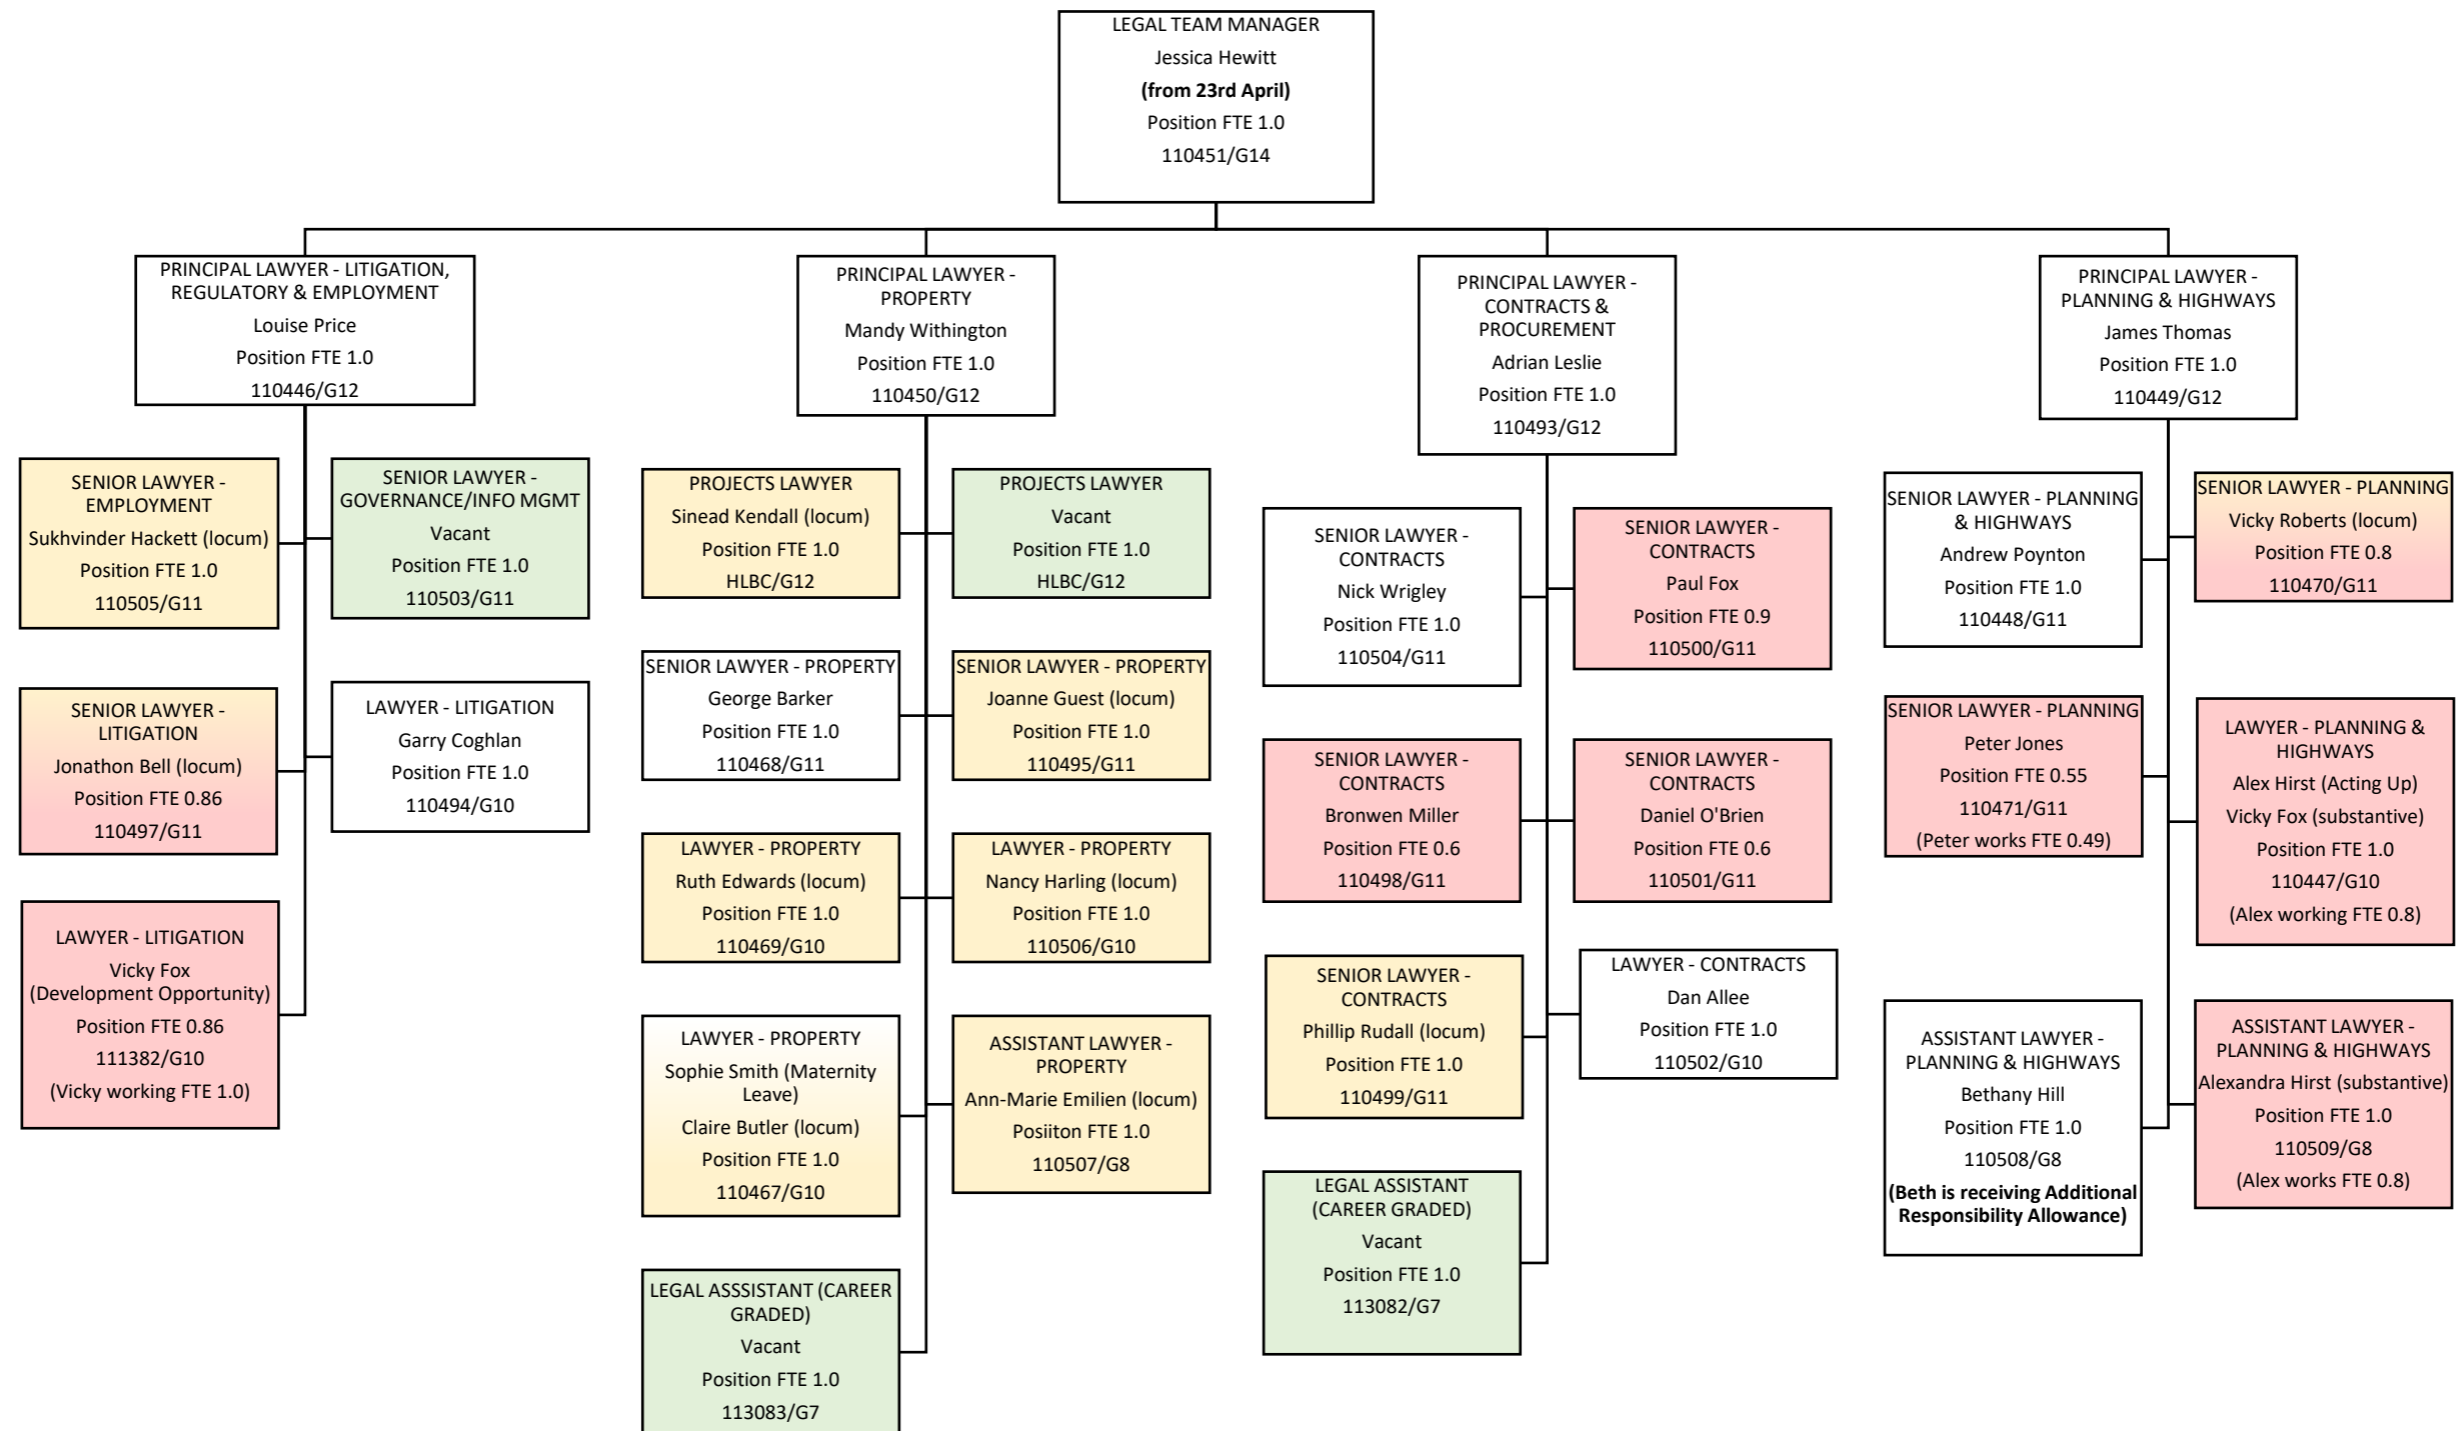 LEGAL TEAM MANAGER
Jessica Hewitt
(from 23rd April)
Position FTE 1.0
110451/G14
PRINCIPAL LAWYER - LITIGATION,
REGULATORY & EMPLOYMENT
Louise Price
Position FTE 1.0
110446/G12
PRINCIPAL LAWYER -
PROPERTY
Mandy Withington
Position FTE 1.0
110450/G12
PRINCIPAL LAWYER -
CONTRACTS &
PROCUREMENT
Adrian Leslie
Position FTE 1.0
110493/G12
PRINCIPAL LAWYER -
PLANNING & HIGHWAYS
James Thomas
Position FTE 1.0
110449/G12
SENIOR LAWYER -
EMPLOYMENT
Sukhvinder Hackett (locum)
Position FTE 1.0
110505/G11
SENIOR LAWYER -
GOVERNANCE/INFO MGMT
Vacant
Position FTE 1.0
110503/G11
SENIOR LAWYER -
LITIGATION
Jonathon Bell (locum)
Position FTE 0.86
110497/G11
LAWYER - LITIGATION
Garry Coghlan
Position FTE 1.0
110494/G10
LAWYER - LITIGATION
Vicky Fox
(Development Opportunity)
Position FTE 0.86
111382/G10
(Vicky working FTE 1.0)
PROJECTS LAWYER
Sinead Kendall (locum)
Position FTE 1.0
HLBC/G12
PROJECTS LAWYER
Vacant
Position FTE 1.0
HLBC/G12
SENIOR LAWYER - PROPERTY
George Barker
Position FTE 1.0
110468/G11
SENIOR LAWYER - PROPERTY
Joanne Guest (locum)
Position FTE 1.0
110495/G11
LAWYER - PROPERTY
Ruth Edwards (locum)
Position FTE 1.0
110469/G10
LAWYER - PROPERTY
Nancy Harling (locum)
Position FTE 1.0
110506/G10
LAWYER - PROPERTY
Sophie Smith (Maternity
Leave)
Claire Butler (locum)
Position FTE 1.0
110467/G10
ASSISTANT LAWYER -
PROPERTY
Ann-Marie Emilien (locum)
Posiiton FTE 1.0
110507/G8
LEGAL ASSSISTANT (CAREER
GRADED)
Vacant
Position FTE 1.0
113083/G7
SENIOR LAWYER -
CONTRACTS
Nick Wrigley
Position FTE 1.0
110504/G11
SENIOR LAWYER -
CONTRACTS
Paul Fox
Position FTE 0.9
110500/G11
SENIOR LAWYER -
CONTRACTS
Bronwen Miller
Position FTE 0.6
110498/G11
SENIOR LAWYER -
CONTRACTS
Daniel O'Brien
Position FTE 0.6
110501/G11
SENIOR LAWYER -
CONTRACTS
Phillip Rudall (locum)
Position FTE 1.0
110499/G11
LAWYER - CONTRACTS
Dan Allee
Position FTE 1.0
110502/G10
LEGAL ASSISTANT
(CAREER GRADED)
Vacant
Position FTE 1.0
113082/G7
SENIOR LAWYER - PLANNING
& HIGHWAYS
Andrew Poynton
Position FTE 1.0
110448/G11
SENIOR LAWYER - PLANNING
Vicky Roberts (locum)
Position FTE 0.8
110470/G11
SENIOR LAWYER - PLANNING
Peter Jones
Position FTE 0.55
110471/G11
(Peter works FTE 0.49)
LAWYER - PLANNING &
HIGHWAYS
Alex Hirst (Acting Up)
Vicky Fox (substantive)
Position FTE 1.0
110447/G10
(Alex working FTE 0.8)
ASSISTANT LAWYER -
PLANNING & HIGHWAYS
Bethany Hill
Position FTE 1.0
110508/G8
(Beth is receiving Additional
Responsibility Allowance)
ASSISTANT LAWYER -
PLANNING & HIGHWAYS
Alexandra Hirst (substantive)
Position FTE 1.0
110509/G8
(Alex works FTE 0.8)